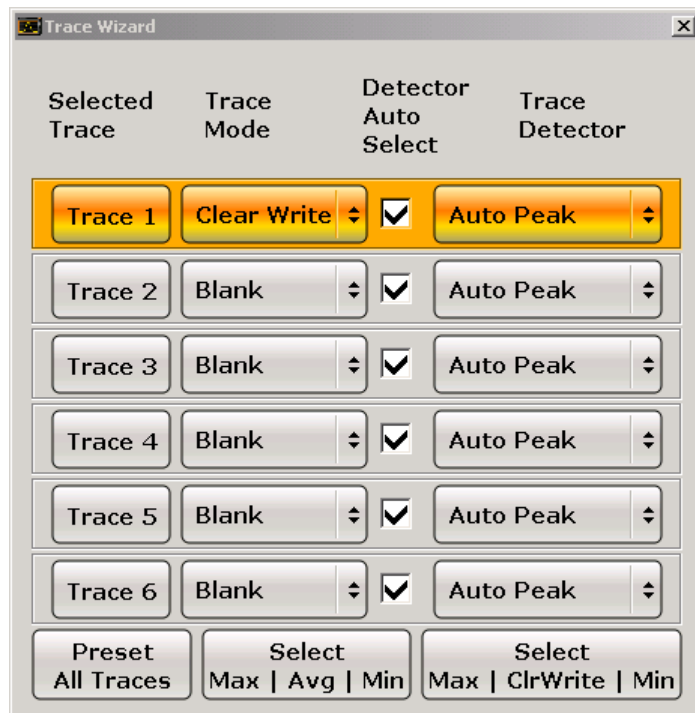 Trace Wizard
Selected Trace
Trace Mode
Detector Auto Select
Trace Detector
Trace 1 Clear Write Auto Peak
Trace 2 Blank Auto Peak
Trace 3 Blank Auto Peak
Trace 4 Blank Auto Peak
Trace 5 Blank Auto Peak
Trace 6 Blank Auto Peak
Preset
All Traces
Select
Max | Avg | Min
Select
Max | ClrWrite | Min